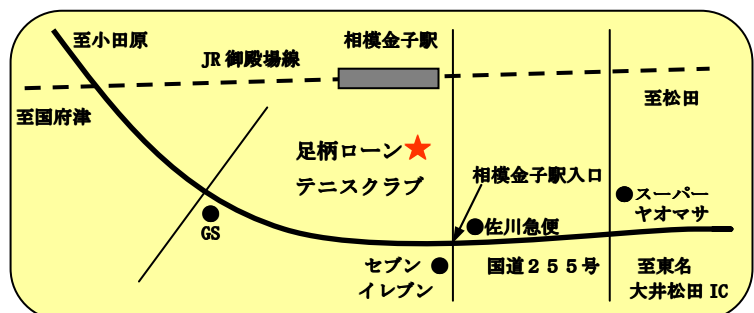 至小田原
相模金子駅
JR 御殿場線
至国府津
至松田
足柄ローン
テニスクラブ
相模金子駅入口
スーパー
ヤオマサ
佐川急便
GS
セブン
イレブン
国道２５５号
至東名
大井松田 IC